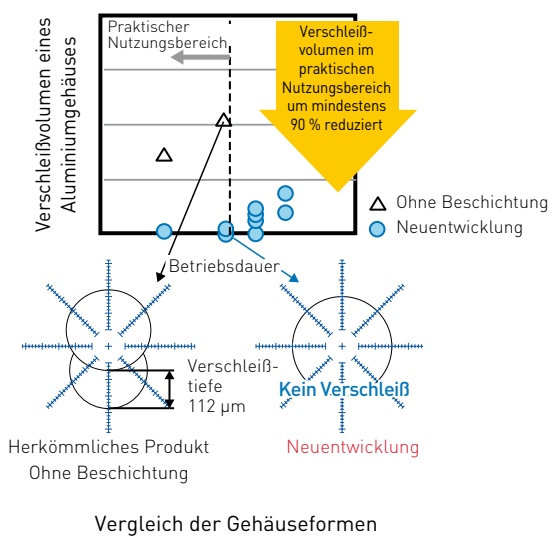 Praktischer
Nutzungsbereich
Verschleiß-
volumen im
praktischen
Nutzungsbereich
um mindestens
90 % reduziert
Verschleißvolumen eines
Aluminiumgehäuses
Ohne Beschichtung
Neuentwicklung
Betriebsdauer
Verschleiß-
tiefe
112 µm
Kein Verschleiß
Herkömmliches Produkt
Ohne Beschichtung
Neuentwicklung
Vergleich der Gehäuseformen